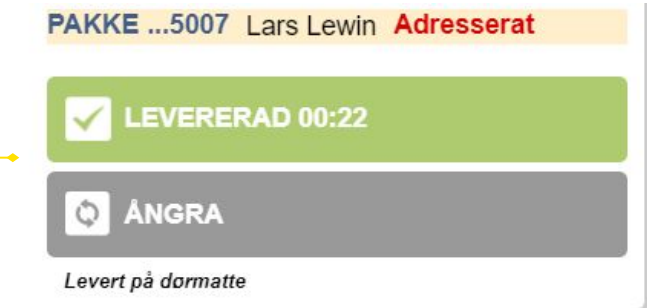 PAKKE ...5007 Lars Lewin Adresserat
LEVERERAD 00:22
ÅNGRA
Levert på dørmatte